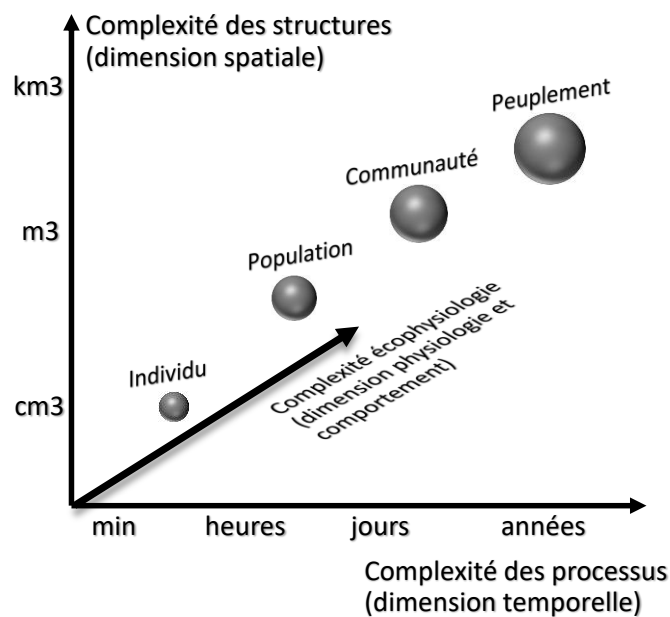 Complexité des structures
(dimension spatiale)
km3
Peuplement
Communauté
m3
Population
Complexité écophysiologie
(dimension physiologie et
comportement)
Individu
cm3
min heures jours années
Complexité des processus
(dimension temporelle)